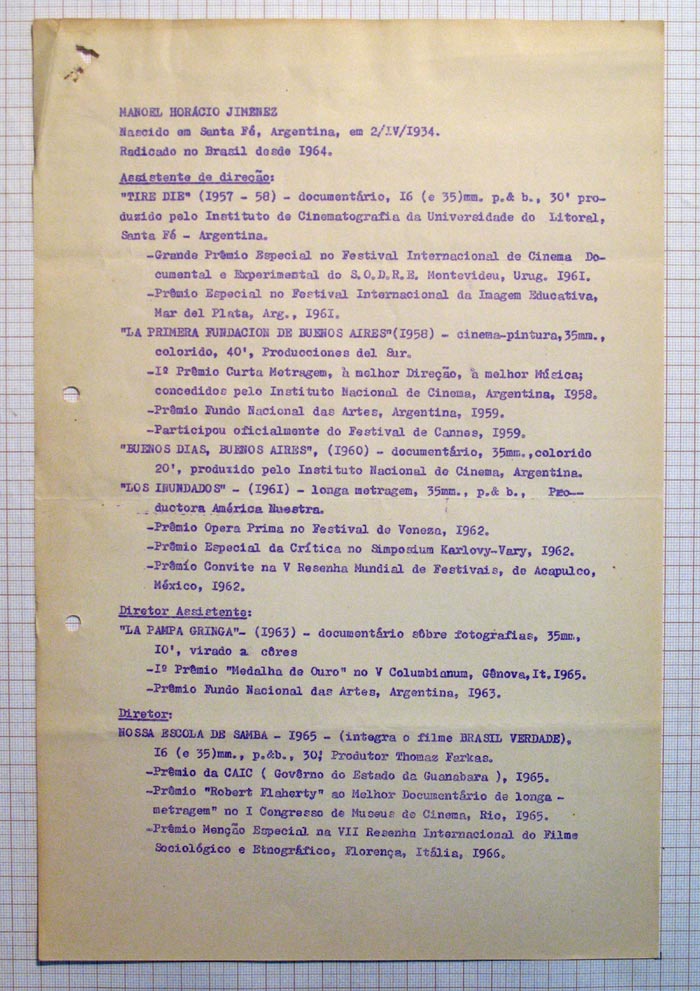 MANOEL HORÁCIO JIMÉNEZ
Nascido em Santa Fé, Argentina, em 2/IV/1934.
Radicado no Brasil desde 1964.
Assistente de direção:
"TIRE DIE" (1957 - 58) - documentário, 16 (e 35)mm. p.& b., 30' pro-
duzido pelo Instituto de Cinematografia da Universidade do Litoral,
Santa Fé - Argentina.
-Grande Prêmio Especial no Festival Internacional de Cinema Do-
cumental e Experimental do S.O.D.R.E. Montevideu, Urug. 1961.
-Prêmio Especial no Festival Internacional da Imagem Educativa,
Mar del Plata, Arg., 1961.
"LA PRIMERA FUNDACION DE BUENOS AIRES"(1958) - cinema-pintura,35mm.,
colorido, 40', Producciones del Sur.
-1º Prêmio Curta Metragem, à melhor Direção, à melhor Música;
concedidos pelo Instituto Nacional de Cinema, Argentina, 1958.
-Prêmio Fundo Nacional das Artes, Argentina, 1959.
-Participou oficialmente do Festival de Cannes, 1959.
"BUENOS DIAS, BUENOS AIRES", (1960) - documentário, 35mm.,colorido
20', produzido pelo Instituto Nacional de Cinema, Argentina.
"LOS INUNDADOS" - (1961) - longa metragem, 35mm., p.& b., Pro-
ductora América Nuestra.
-Prêmio Opera Prima no Festival de Veneza, 1962.
-Prêmio Especial da Crítica no Simposium Karlovy-Vary, 1962.
-Prêmio Convite na V Resenha Mundial de Festivais, de Acapulco,
México, 1962.
Diretor Assistente:
"LA PAMPA GRINGA"- (1963) - documentário sôbre fotografias, 35mm,
10', virado a côres
-1º Prêmio "Medalha de Ouro" no V Columbianum, Gênova,It.1965.
-Prêmio Fundo Nacional das Artes, Argentina, 1963.
Diretor:
NOSSA ESCOLA DE SAMBA - 1965 - (integra o filme BRASIL VERDADE),
16 (e 35)mm., p.&b., 30; Produtor Thomaz Farkas.
-Prêmio da CAIC ( Govêrno do Estado da Guanabara ), 1965.
-Prêmio "Robert Flaherty" ao Melhor Documentário de longa -
metragem" no I Congresso de Museus de Cinema, Rio, 1965.
-Prêmio Menção Especial na VII Resenha Internacional do Filme
Sociológico e Etnográfico, Florença, Itália, 1966.